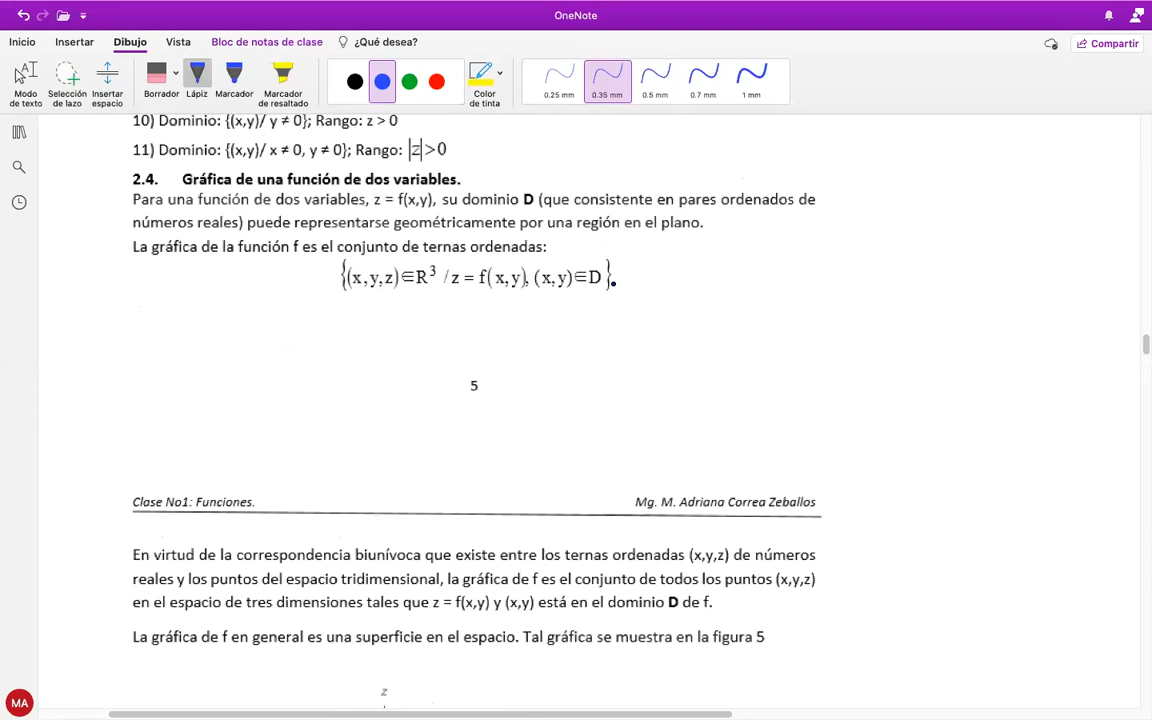 OneNote
Inicio Insertar Dibujo Vista Bloc de notas de clase ¿Qué desea? Compartir
Modo de texto
Selección de lazo
Insertar espacio
Borrador
Lápiz
Marcador
Marcador de resaltado
Color de tinta
0.25 mm 0.35 mm 0.5 mm 0.7 mm 1 mm
10) Dominio: {(x,y)/ y ≠ 0}; Rango: z > 0
11) Dominio: {(x,y)/ x ≠ 0, y ≠ 0}; Rango: |z| >0
2.4. Gráfica de una función de dos variables.
Para una función de dos variables, z = f(x,y), su dominio D (que consistente en pares ordenados de
números reales) puede representarse geométricamente por una región en el plano.
La gráfica de la función f es el conjunto de ternas ordenadas:
{(x,y,z)∈R³ / z = f(x,y), (x,y)∈D}.
5
Clase No1: Funciones. Mg. M. Adriana Correa Zeballos
En virtud de la correspondencia biunívoca que existe entre los ternas ordenadas (x,y,z) de números
reales y los puntos del espacio tridimensional, la gráfica de f es el conjunto de todos los puntos (x,y,z)
en el espacio de tres dimensiones tales que z = f(x,y) y (x,y) está en el dominio D de f.
La gráfica de f en general es una superficie en el espacio. Tal gráfica se muestra en la figura 5
z
MA